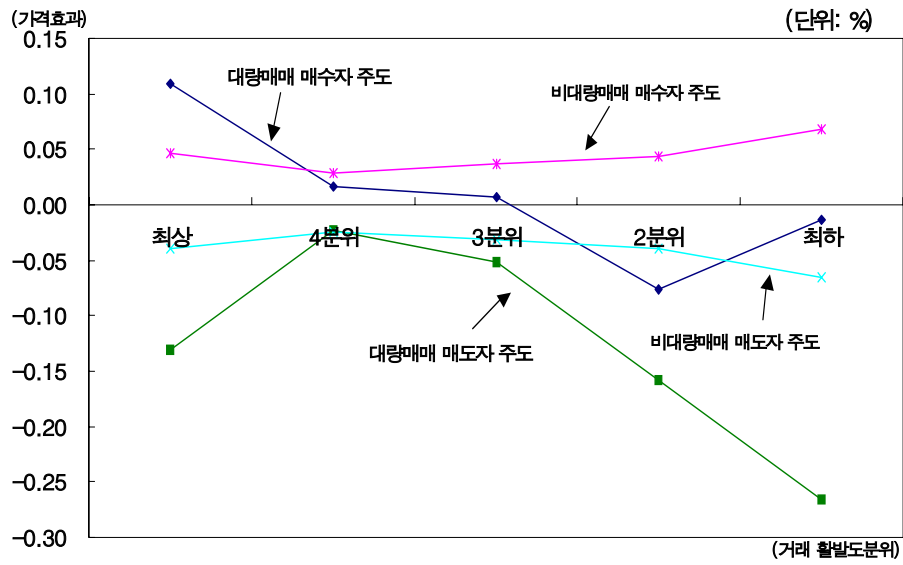 (가격효과)
(단위: %)
0.15
0.10
0.05
0.00
-0.05
-0.10
-0.15
-0.20
-0.25
-0.30
대량매매 매수자 주도
비대량매매 매수자 주도
최상 4분위 3분위 2분위 최하
대량매매 매도자 주도
비대량매매 매도자 주도
(거래 활발도분위)